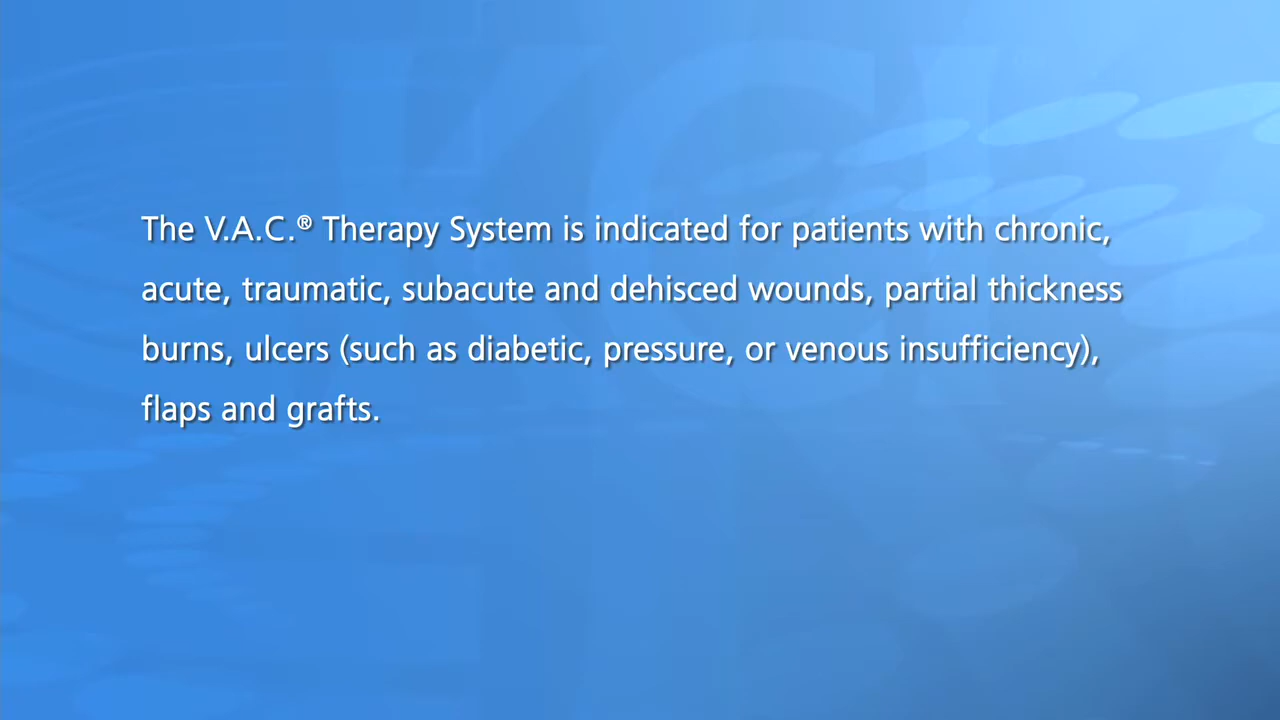 KCI
The V.A.C.® Therapy System is indicated for patients with chronic,
acute, traumatic, subacute and dehisced wounds, partial thickness
burns, ulcers (such as diabetic, pressure, or venous insufficiency),
flaps and grafts.